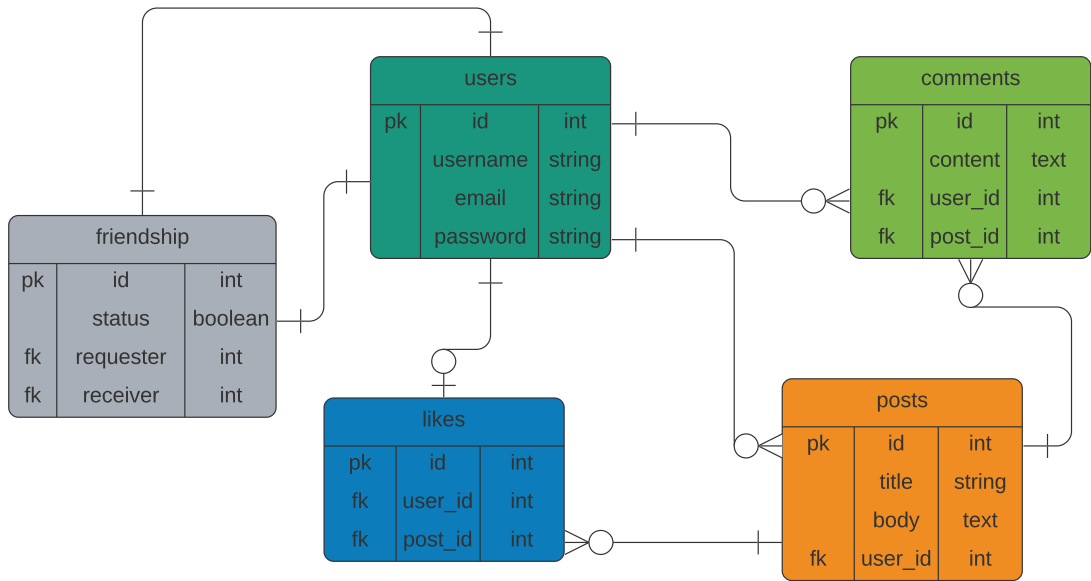 users
pk id int
username string
email string
password string
comments
pk id int
content text
fk user_id int
fk post_id int
friendship
pk id int
status boolean
fk requester int
fk receiver int
likes
pk id int
fk user_id int
fk post_id int
posts
pk id int
title string
body text
fk user_id int